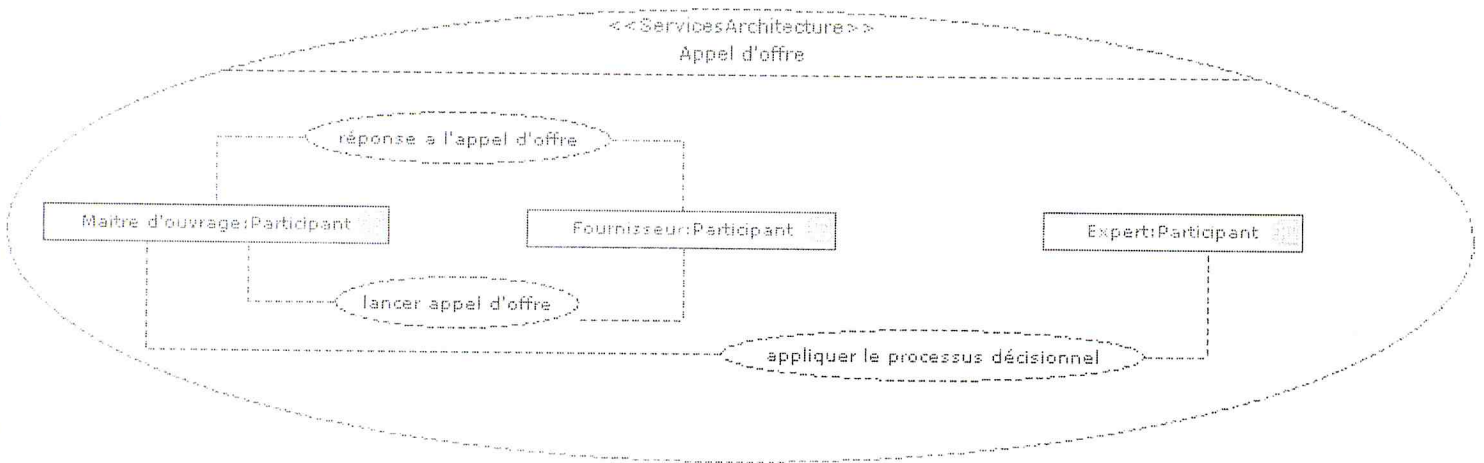 <<ServicesArchitecture>>
Appel d'offre
réponse a l'appel d'offre
Maitre d'ouvrage:Participant
Fournisseur:Participant
Expert:Participant
lancer appel d'offre
appliquer le processus décisionnel